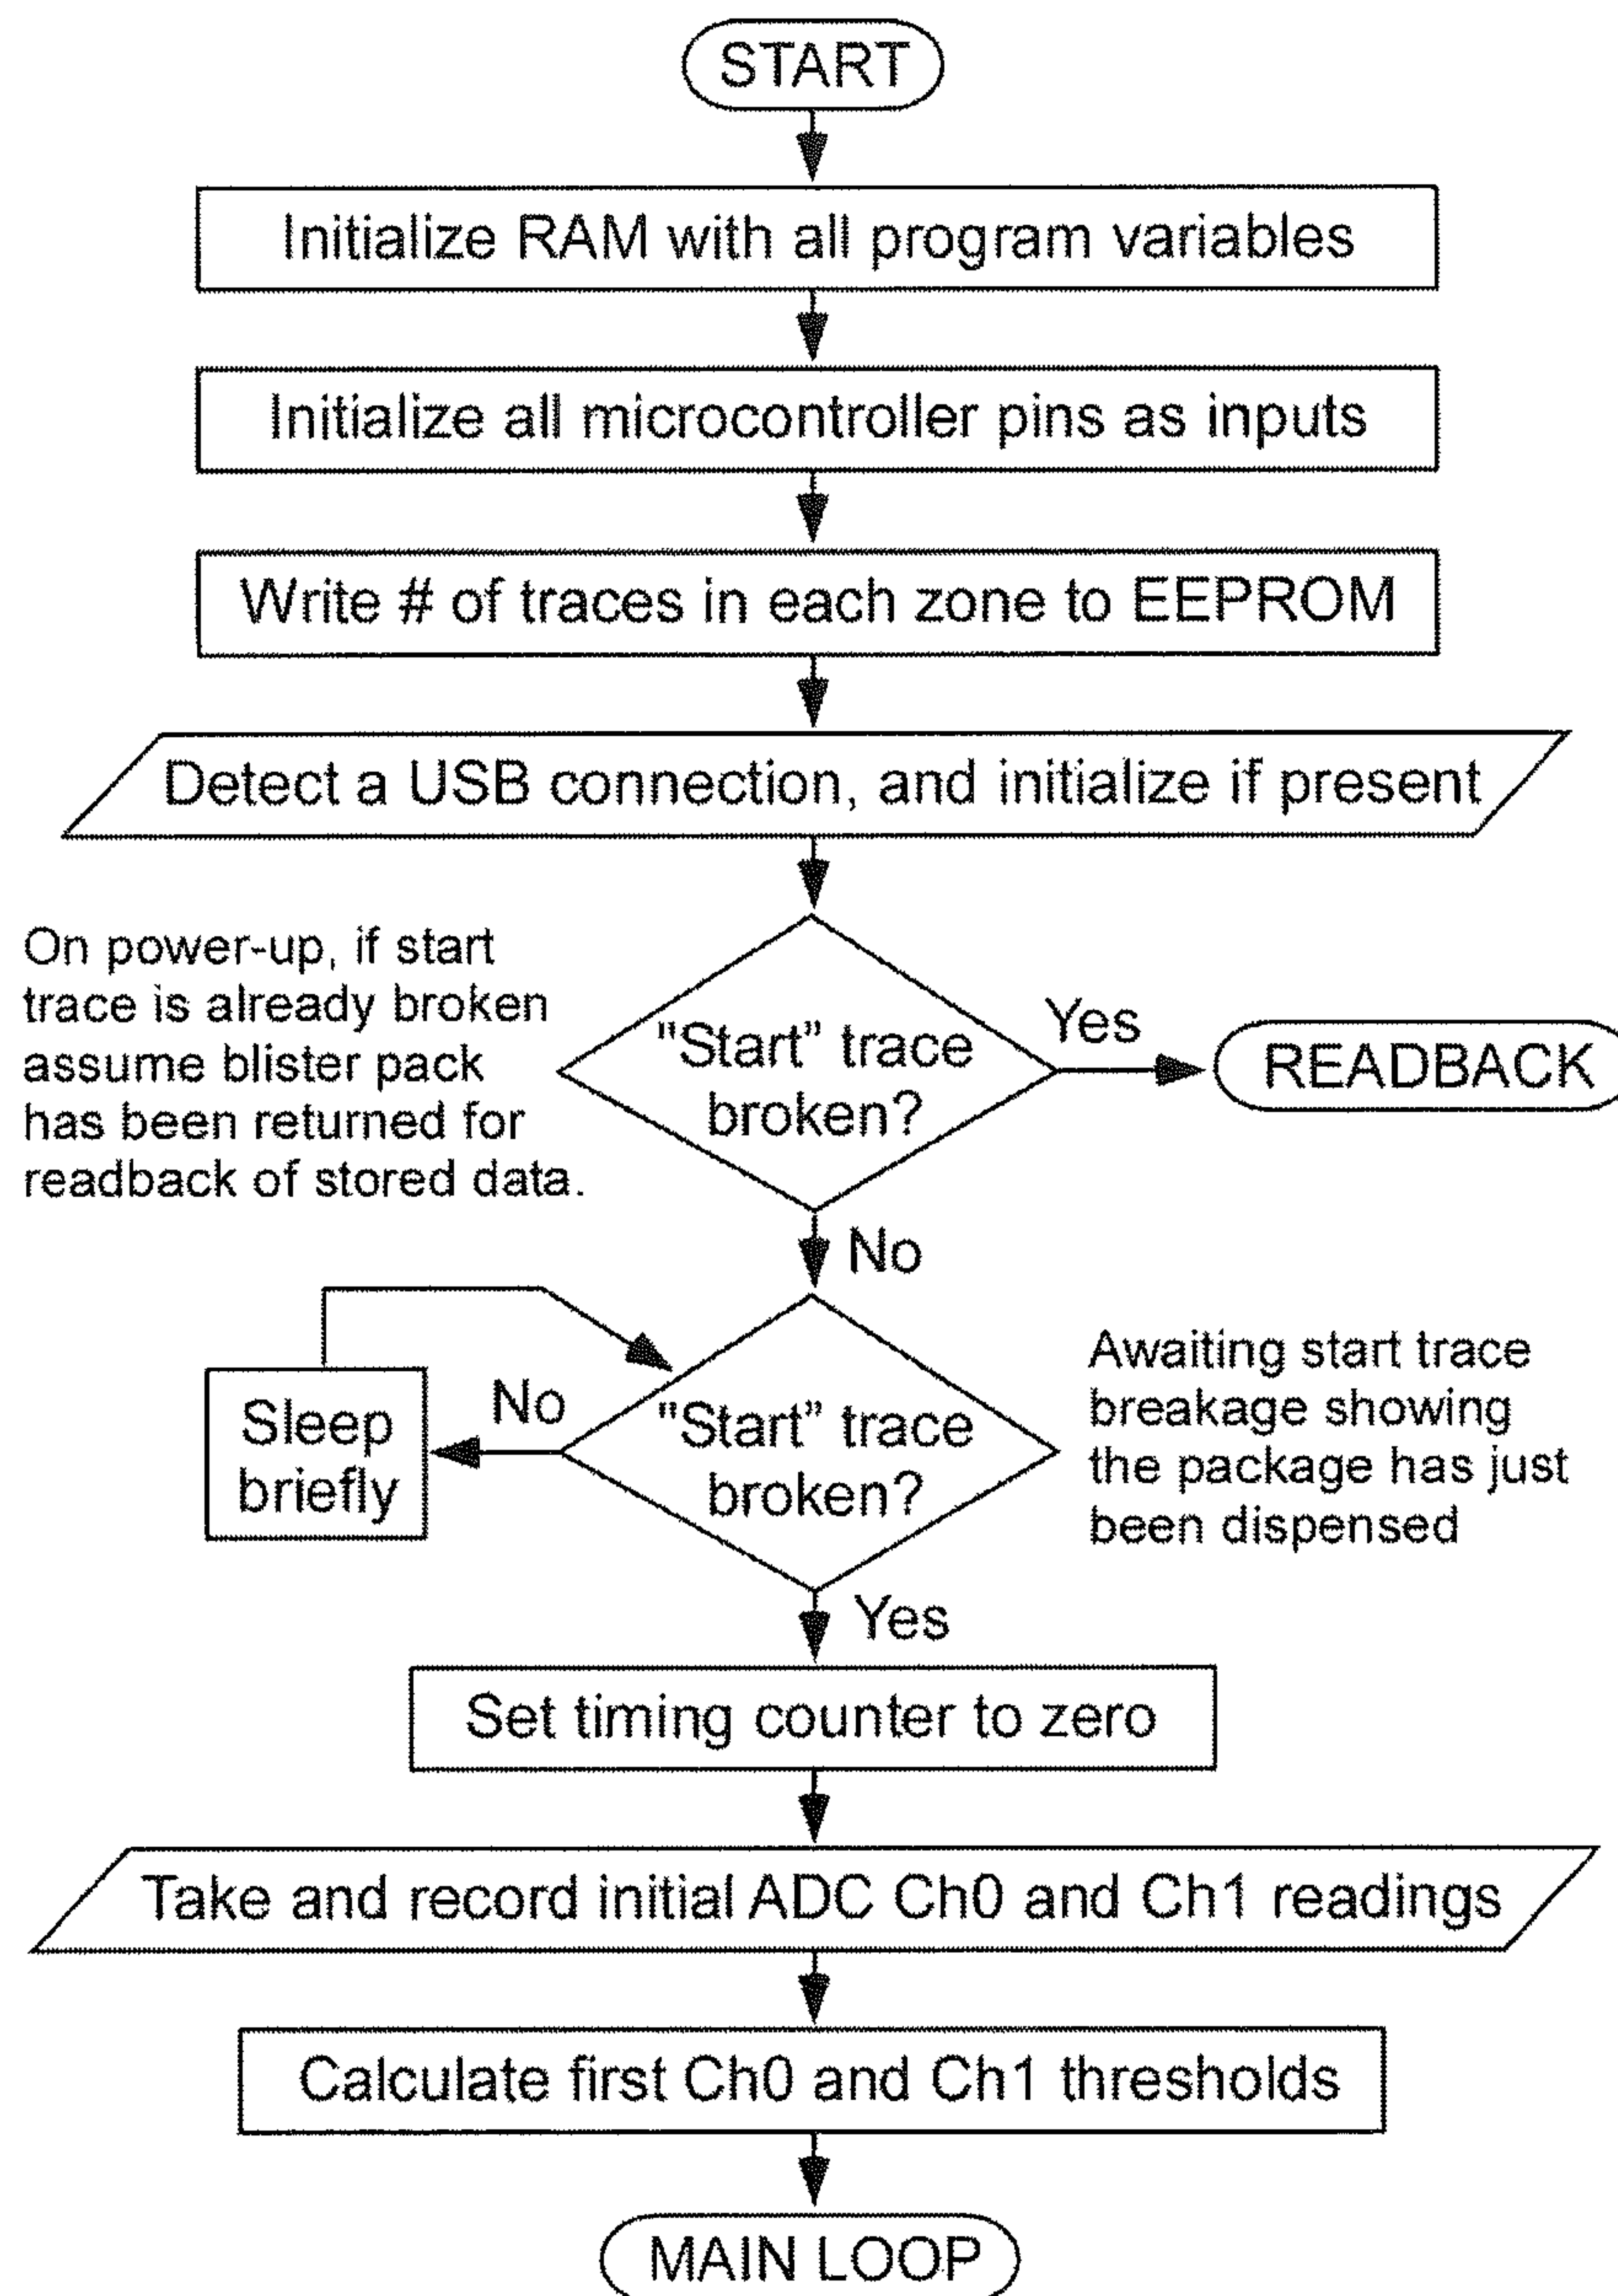 START
Initialize RAM with all program variables
Initialize all microcontroller pins as inputs
Write # of traces in each zone to EEPROM
Detect a USB connection, and initialize if present
On power-up, if start
trace is already broken
assume blister pack
has been returned for
readback of stored data.
"Start” trace
broken?
Yes
READBACK
No
Sleep
briefly
No
"Start” trace
broken?
Awaiting start trace
breakage showing
the package has just
been dispensed
Yes
Set timing counter to zero
Take and record initial ADC Ch0 and Ch1 readings
Calculate first Ch0 and Ch1 thresholds
MAIN LOOP